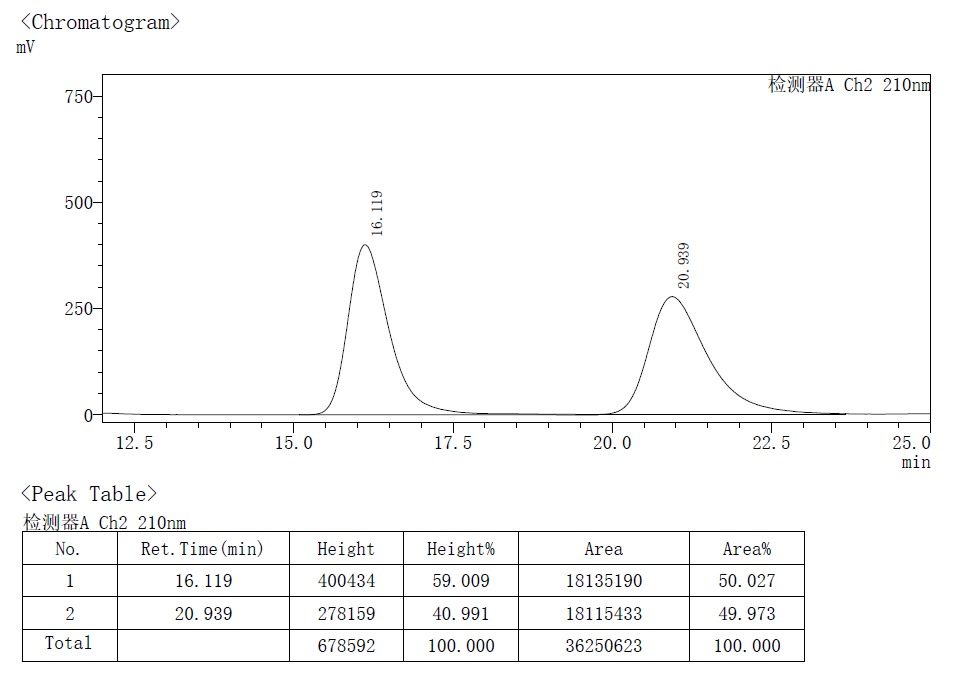 <Chromatogram>
mV
检测器A Ch2 210nm
750
500
250
0
16.119
20.939
12.5 15.0 17.5 20.0 22.5 25.0
min
<Peak Table>
检测器A Ch2 210nm
No. Ret.Time(min) Height Height% Area Area%
1 16.119 400434 59.009 18135190 50.027
2 20.939 278159 40.991 18115433 49.973
Total 678592 100.000 36250623 100.000